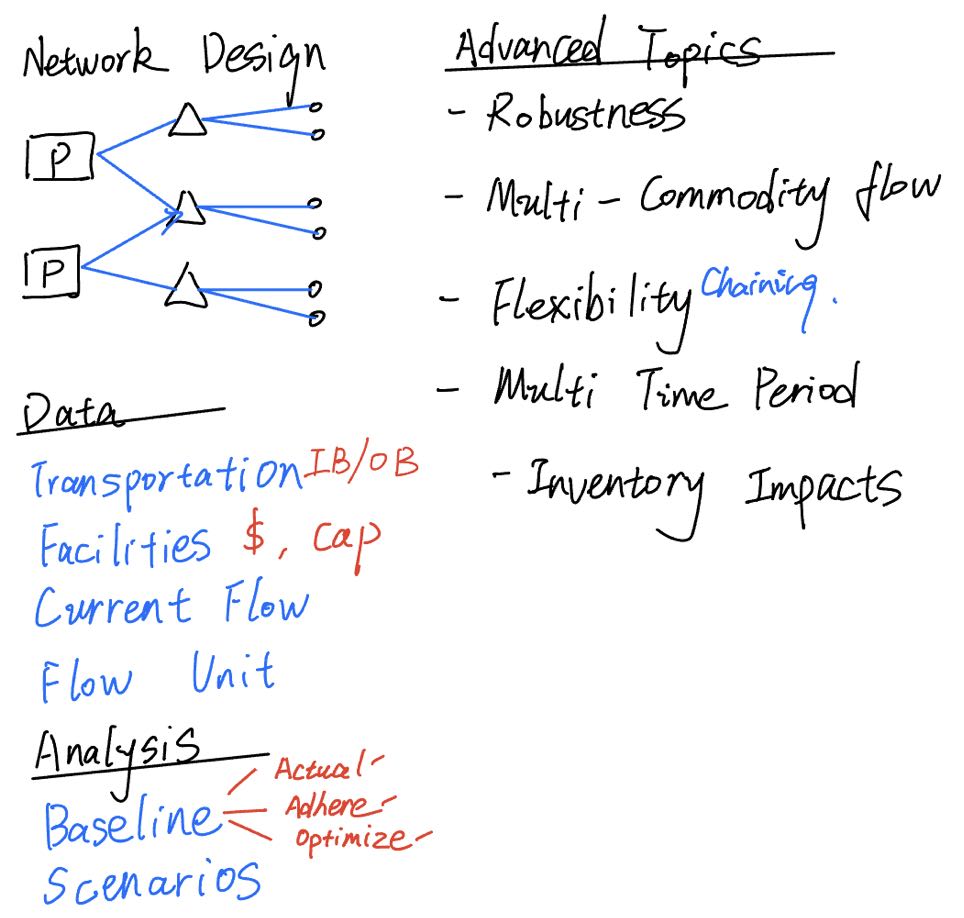 Network Design
P
P
Data
Transportation IB/OB
Facilities $, Cap
Current Flow
Flow Unit
Analysis
Baseline
Actual
Adhere
Optimize
Scenarios
Advanced Topics
- Robustness
- Multi - Commodity flow
- Flexibility Chaining.
- Multi Time Period
- Inventory Impacts